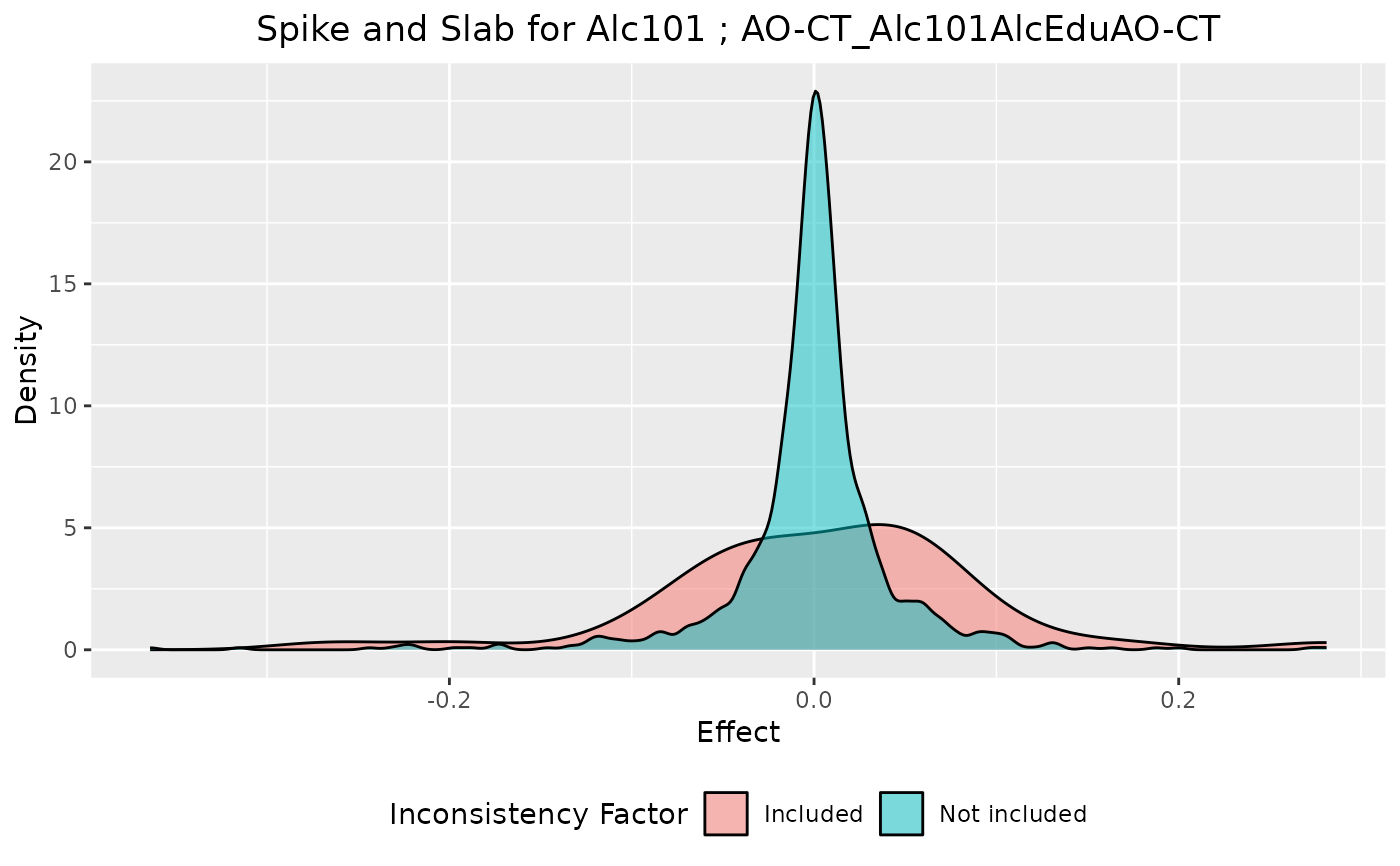 Spike and Slab for Alc101 ; AO-CT_Alc101AlcEduAO-CT
20
15
10
5
0
Density
-0.2 0.0 0.2
Effect
Inconsistency Factor Included Not included